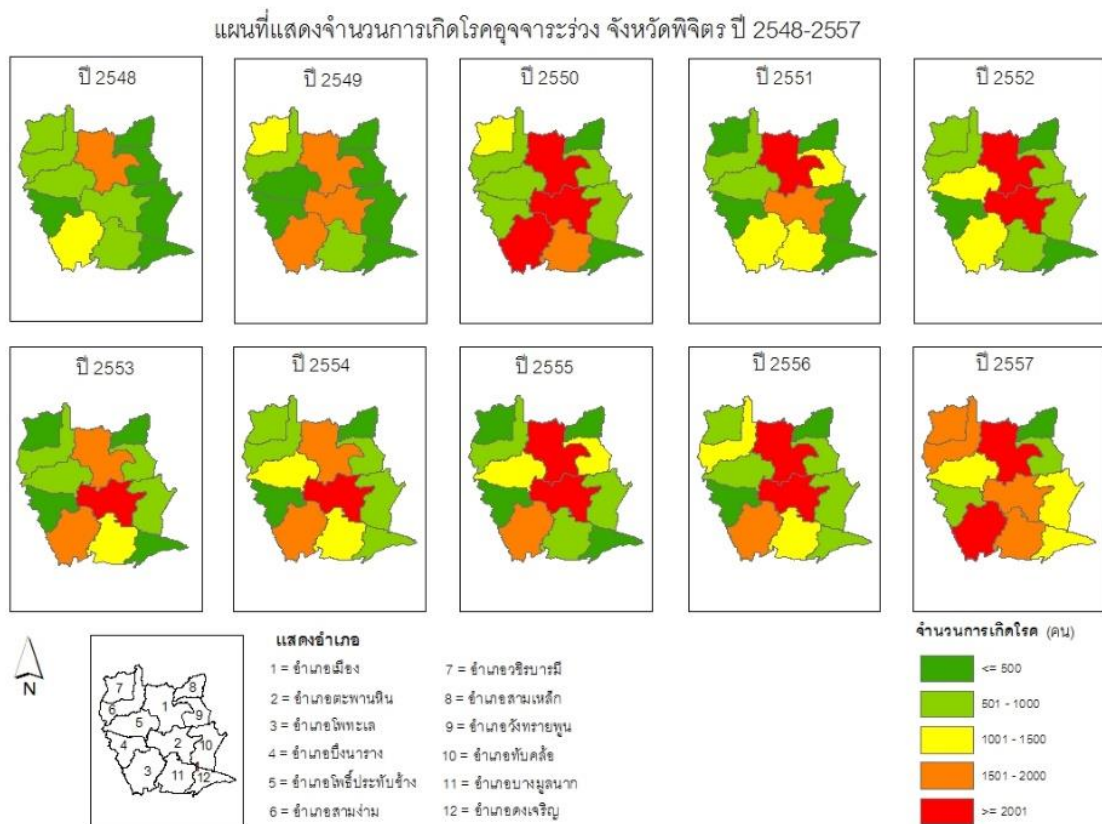 แผนที่แสดงจำนวนการเกิดโรคอุจจาระร่วง จังหวัดพิจิตร ปี 2548-2557
ปี 2548
ปี 2549
ปี 2550
ปี 2551
ปี 2552
ปี 2553
ปี 2554
ปี 2555
ปี 2556
ปี 2557
N
7
8
1
6
9
5
4
2
10
3
11
12
แสดงอำเภอ
1 = อำเภอเมือง
2 = อำเภอตะพานหิน
3 = อำเภอโพทะเล
4 = อำเภอบึงนาราง
5 = อำเภอโพธิ์ประทับช้าง
6 = อำเภอสามง่าม
7 = อำเภอวชิรบารมี
8 = อำเภอสามเหล็ก
9 = อำเภอวังทรายพูน
10 = อำเภอทับคล้อ
11 = อำเภอบางมูลนาก
12 = อำเภอดงเจริญ
จำนวนการเกิดโรค (คน)
<= 500
501 - 1000
1001 - 1500
1501 - 2000
>= 2001